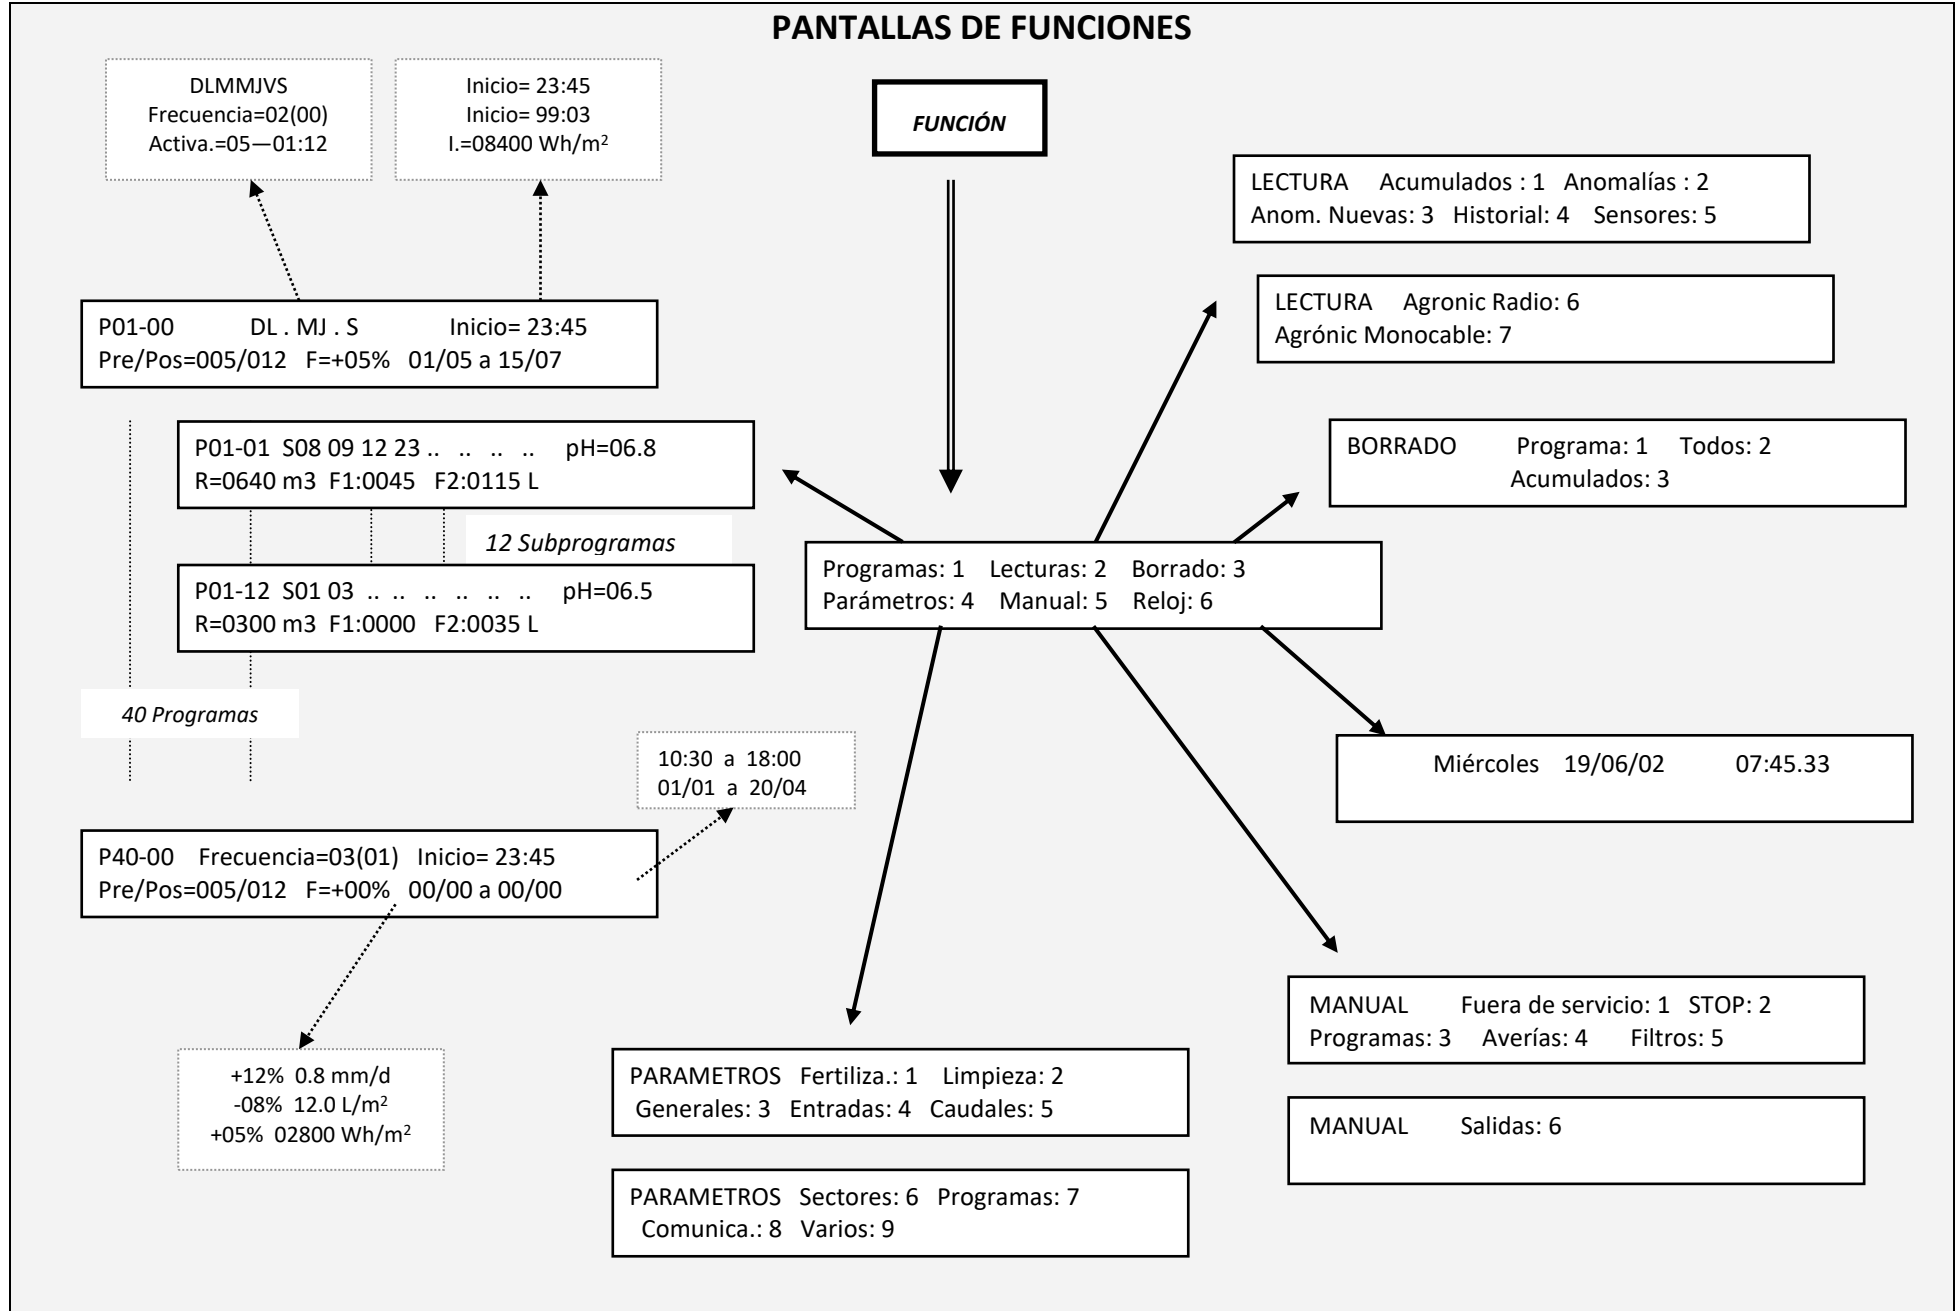 PANTALLAS DE FUNCIONES
DLMMJVS
Frecuencia=02(00)
Activa.=05—01:12
Inicio= 23:45
Inicio= 99:03
I.=08400 Wh/m²
FUNCIÓN
LECTURA Acumulados : 1 Anomalías : 2
Anom. Nuevas: 3 Historial: 4 Sensores: 5
LECTURA Agronic Radio: 6
Agrónic Monocable: 7
P01-00 DL . MJ . S Inicio= 23:45
Pre/Pos=005/012 F=+05% 01/05 a 15/07
P01-01 S08 09 12 23 .. .. .. .. pH=06.8
R=0640 m3 F1:0045 F2:0115 L
BORRADO Programa: 1 Todos: 2
Acumulados: 3
12 Subprogramas
Programas: 1 Lecturas: 2 Borrado: 3
Parámetros: 4 Manual: 5 Reloj: 6
P01-12 S01 03 .. .. .. .. .. .. pH=06.5
R=0300 m3 F1:0000 F2:0035 L
40 Programas
10:30 a 18:00
01/01 a 20/04
Miércoles 19/06/02 07:45.33
P40-00 Frecuencia=03(01) Inicio= 23:45
Pre/Pos=005/012 F=+00% 00/00 a 00/00
MANUAL Fuera de servicio: 1 STOP: 2
Programas: 3 Averías: 4 Filtros: 5
+12% 0.8 mm/d
-08% 12.0 L/m²
+05% 02800 Wh/m²
PARAMETROS Fertiliza.: 1 Limpieza: 2
Generales: 3 Entradas: 4 Caudales: 5
MANUAL Salidas: 6
PARAMETROS Sectores: 6 Programas: 7
Comunica.: 8 Varios: 9